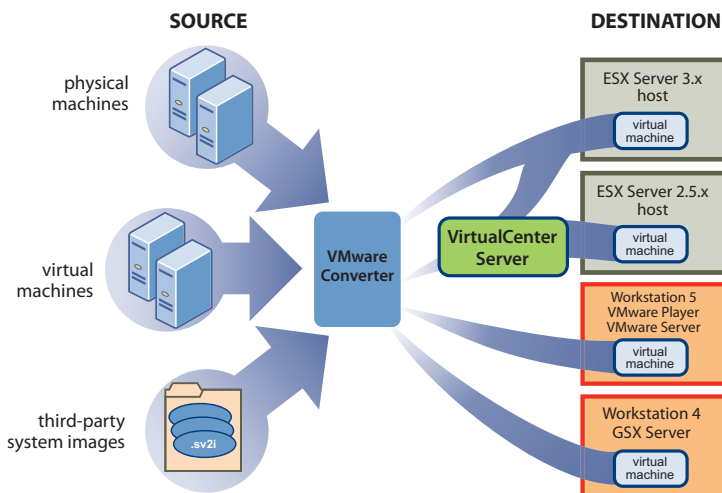 SOURCE
DESTINATION
physical
machines
virtual
machines
third-party
system images
.sv2i
VMware
Converter
VirtualCenter
Server
ESX Server 3.x
host
virtual
machine
ESX Server 2.5.x
host
virtual
machine
Workstation 5
VMware Player
VMware Server
virtual
machine
Workstation 4
GSX Server
virtual
machine